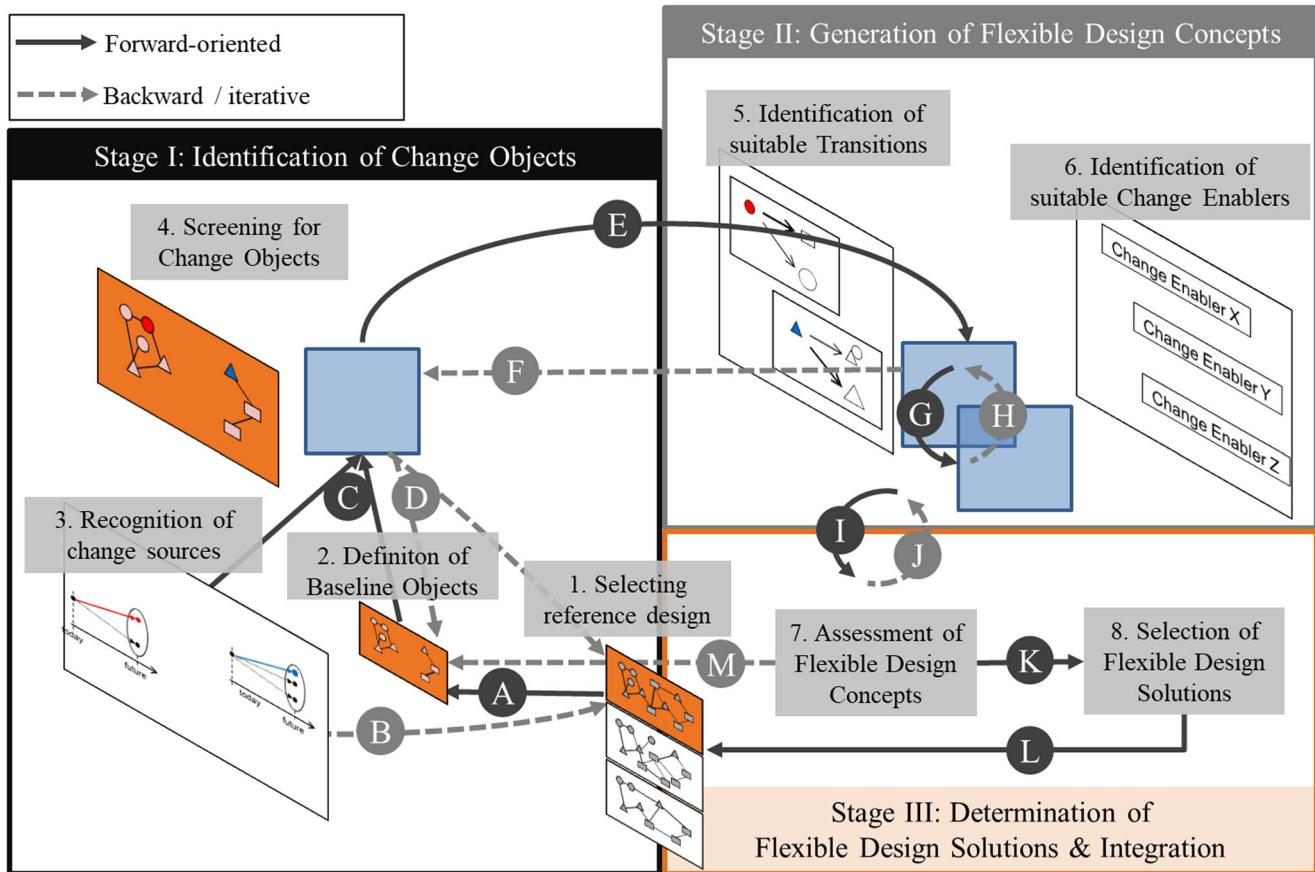 Forward-oriented
Backward / iterative
Stage I: Identification of Change Objects
4. Screening for
Change Objects
3. Recognition of
change sources
2. Definiton of
Baseline Objects
1. Selecting
reference design
today
future
today
future
A
B
C
D
E
F
Stage II: Generation of Flexible Design Concepts
5. Identification of
suitable Transitions
6. Identification of
suitable Change Enablers
Change Enabler X
Change Enabler Y
Change Enabler Z
G
H
I
J
7. Assessment of
Flexible Design
Concepts
8. Selection of
Flexible Design
Solutions
M
K
L
Stage III: Determination of
Flexible Design Solutions & Integration